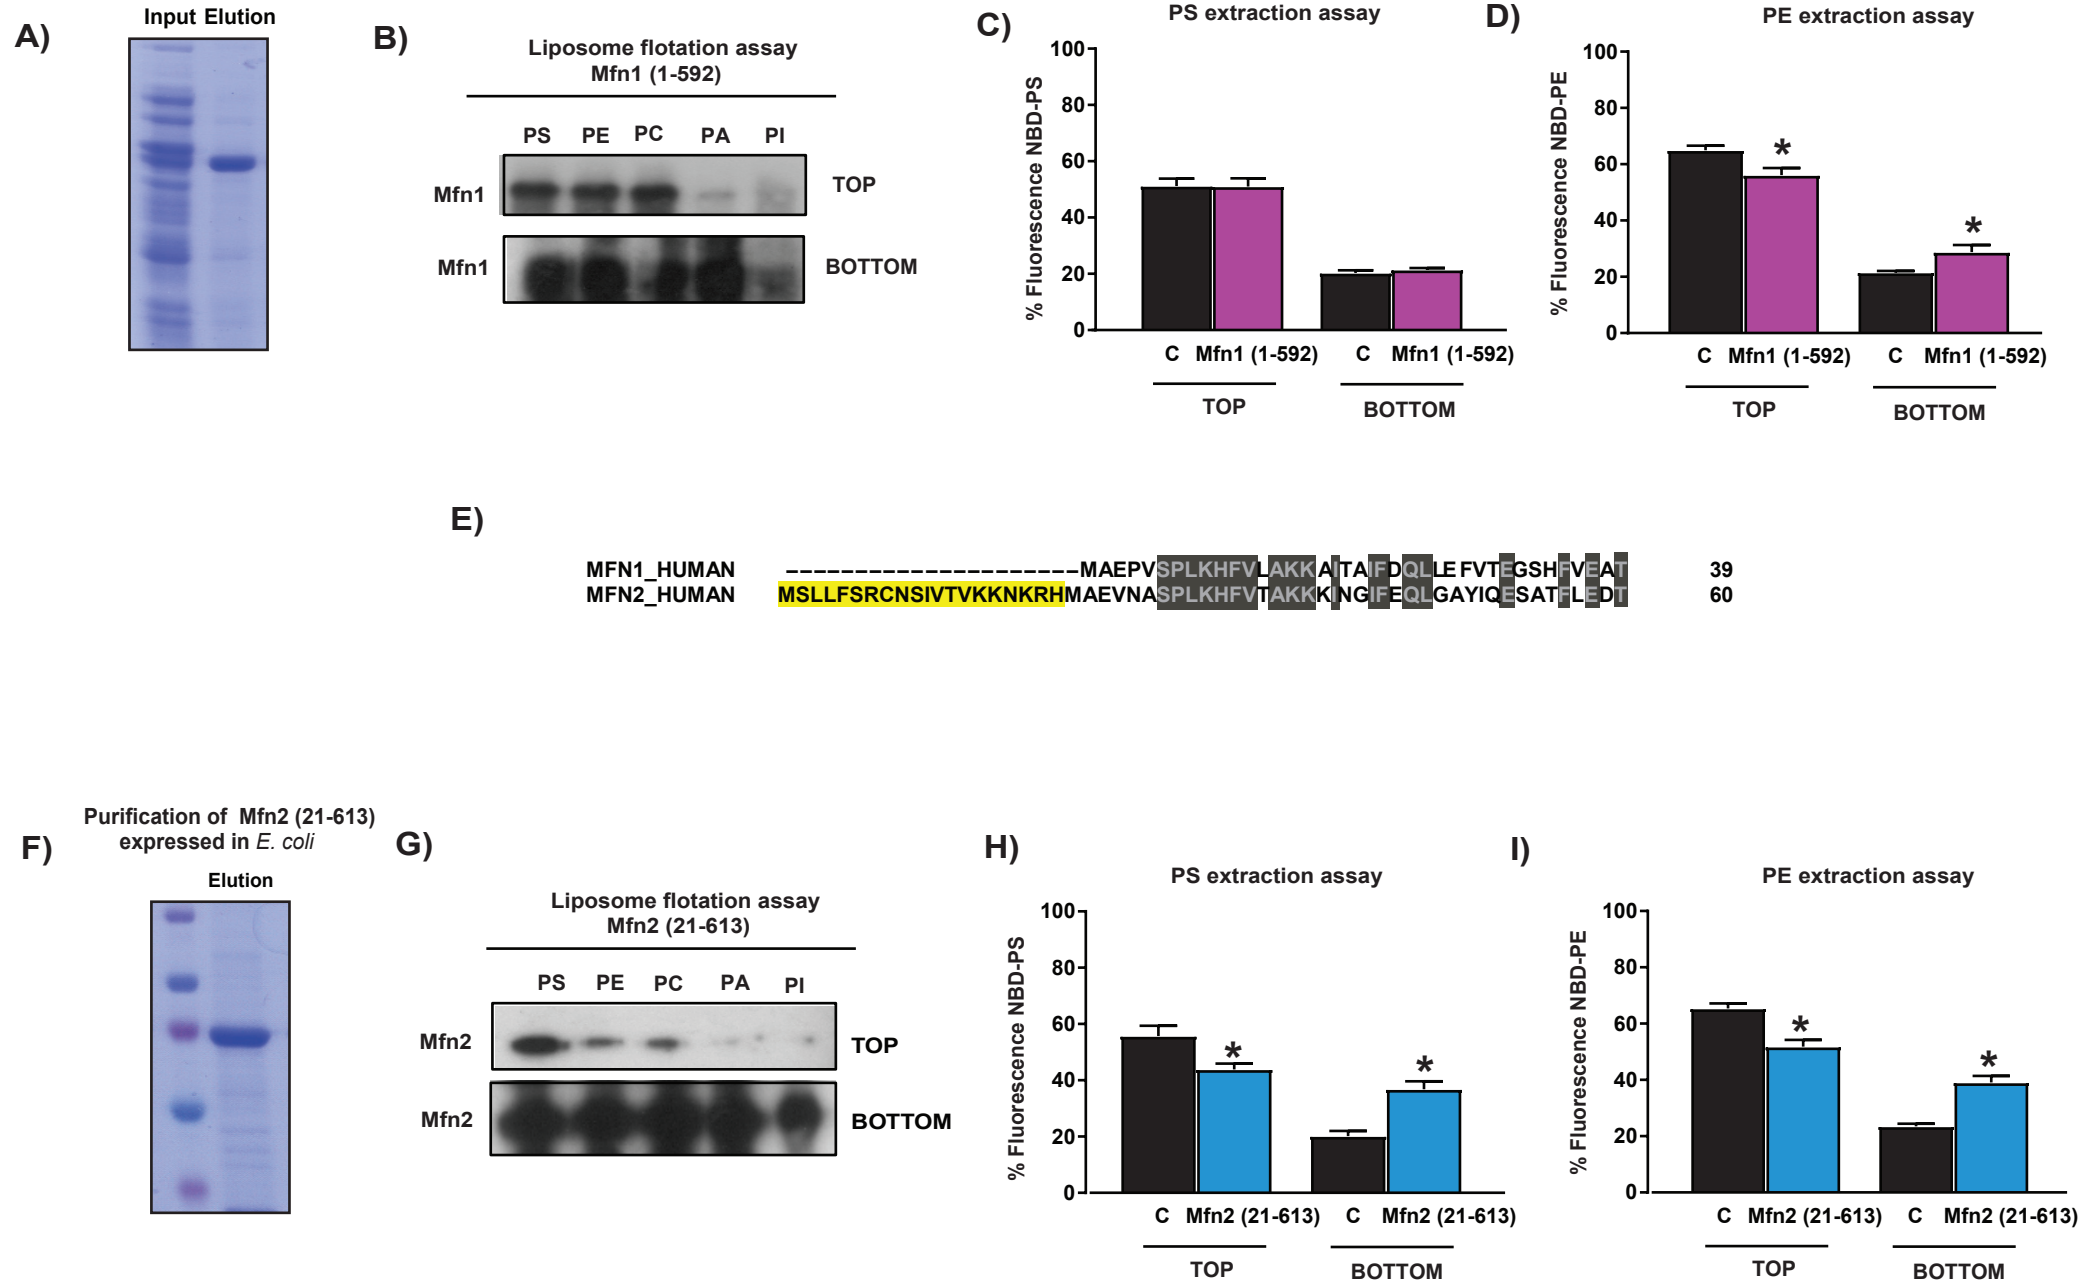 A)
Input Elution
B)
Liposome flotation assay
Mfn1 (1-592)
PS PE PC PA PI
Mfn1 TOP
Mfn1 BOTTOM
C)
PS extraction assay
% Fluorescence NBD-PS
100
80
60
40
20
0
C Mfn1 (1-592) C Mfn1 (1-592)
TOP BOTTOM
D)
PE extraction assay
% Fluorescence NBD-PE
100
80
60
40
20
0
* *
C Mfn1 (1-592) C Mfn1 (1-592)
TOP BOTTOM
E)
MFN1_HUMAN ---------------------MAEPVSPLKHFVLAKKAITAIFDQLLEFVTEGSHFVEAT 39
MFN2_HUMAN MSLLFSRCNSIVTVKKNKRHMAEVNASPLKHFVTAKKKINGIFEQLGAYIQESATFLEDT 60
F)
Purification of Mfn2 (21-613)
expressed in E. coli
Elution
G)
Liposome flotation assay
Mfn2 (21-613)
PS PE PC PA PI
Mfn2 TOP
Mfn2 BOTTOM
H)
PS extraction assay
% Fluorescence NBD-PS
100
80
60
40
20
0
* *
C Mfn2 (21-613) C Mfn2 (21-613)
TOP BOTTOM
I)
PE extraction assay
% Fluorescence NBD-PE
100
80
60
40
20
0
* *
C Mfn2 (21-613) C Mfn2 (21-613)
TOP BOTTOM